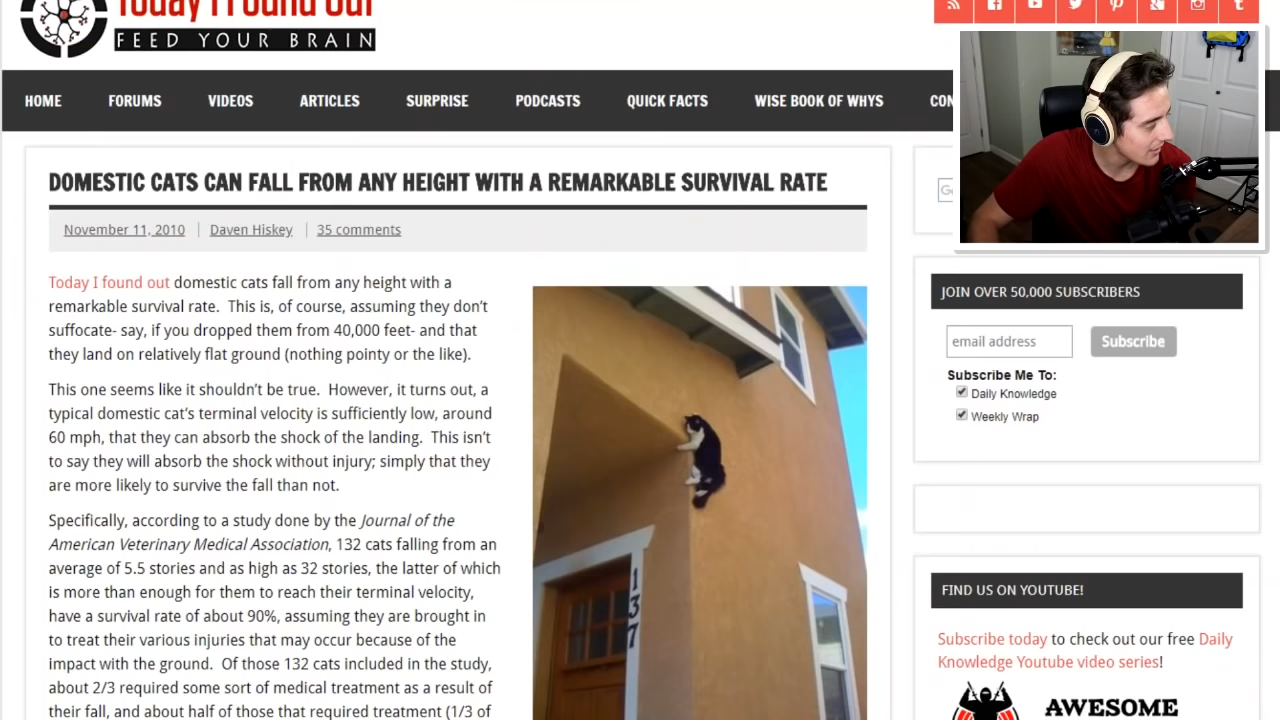 Today I Found Out
FEED YOUR BRAIN
HOME FORUMS VIDEOS ARTICLES SURPRISE PODCASTS QUICK FACTS WISE BOOK OF WHYS CON
DOMESTIC CATS CAN FALL FROM ANY HEIGHT WITH A REMARKABLE SURVIVAL RATE
November 11, 2010 | Daven Hiskey | 35 comments
Today I found out domestic cats fall from any height with a
remarkable survival rate.  This is, of course, assuming they don’t
suffocate- say, if you dropped them from 40,000 feet- and that
they land on relatively flat ground (nothing pointy or the like).
This one seems like it shouldn’t be true.  However, it turns out, a
typical domestic cat’s terminal velocity is sufficiently low, around
60 mph, that they can absorb the shock of the landing.  This isn’t
to say they will absorb the shock without injury; simply that they
are more likely to survive the fall than not.
Specifically, according to a study done by the Journal of the
American Veterinary Medical Association, 132 cats falling from an
average of 5.5 stories and as high as 32 stories, the latter of which
is more than enough for them to reach their terminal velocity,
have a survival rate of about 90%, assuming they are brought in
to treat their various injuries that may occur because of the
impact with the ground.  Of those 132 cats included in the study,
about 2/3 required some sort of medical treatment as a result of
their fall, and about half of those that required treatment (1/3 of
137
JOIN OVER 50,000 SUBSCRIBERS
email address
Subscribe
Subscribe Me To:
Daily Knowledge
Weekly Wrap
FIND US ON YOUTUBE!
Subscribe today to check out our free Daily
Knowledge Youtube video series!
AWESOME